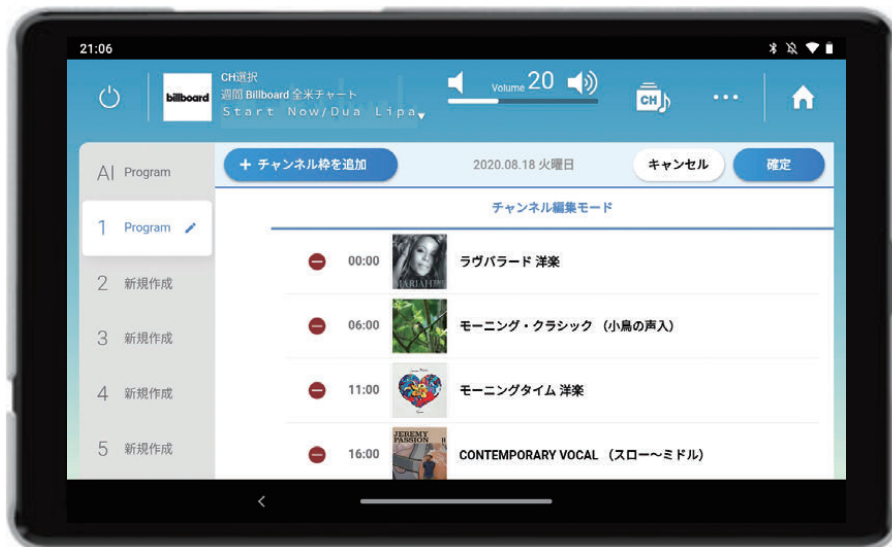 21:06
billboard
CH選択
週間 Billboard 全米チャート
Start Now/Dua Lipa
Volume 20
CH
AI Program
+ チャンネル枠を追加
2020.08.18 火曜日
キャンセル
確定
1 Program
チャンネル編集モード
00:00 ラヴバラード 洋楽
2 新規作成
06:00 モーニング・クラシック （小鳥の声入）
3 新規作成
11:00 モーニングタイム 洋楽
4 新規作成
JEREMY
PASSION
16:00 CONTEMPORARY VOCAL （スロー〜ミドル）
5 新規作成